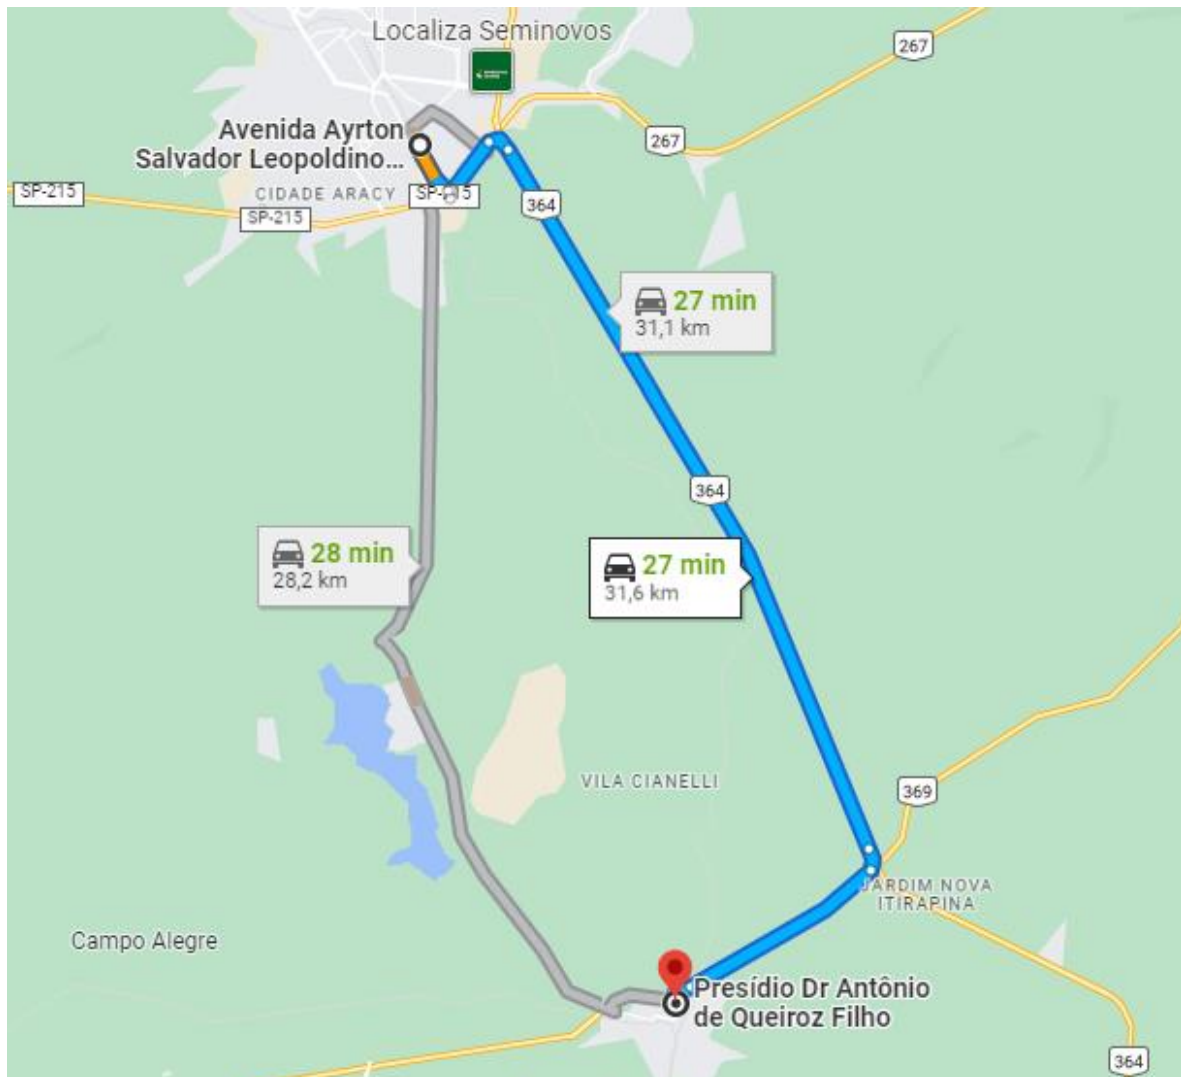 Localiza Seminovos
267
Avenida Ayrton
Salvador Leopoldino...
267
SP-215
CIDADE ARACY
SP-215
SP-215
364
27 min
31,1 km
364
28 min
28,2 km
27 min
31,6 km
VILA CIANELLI
369
JARDIM NOVA
ITIRAPINA
Campo Alegre
Presídio Dr Antônio
de Queiroz Filho
364